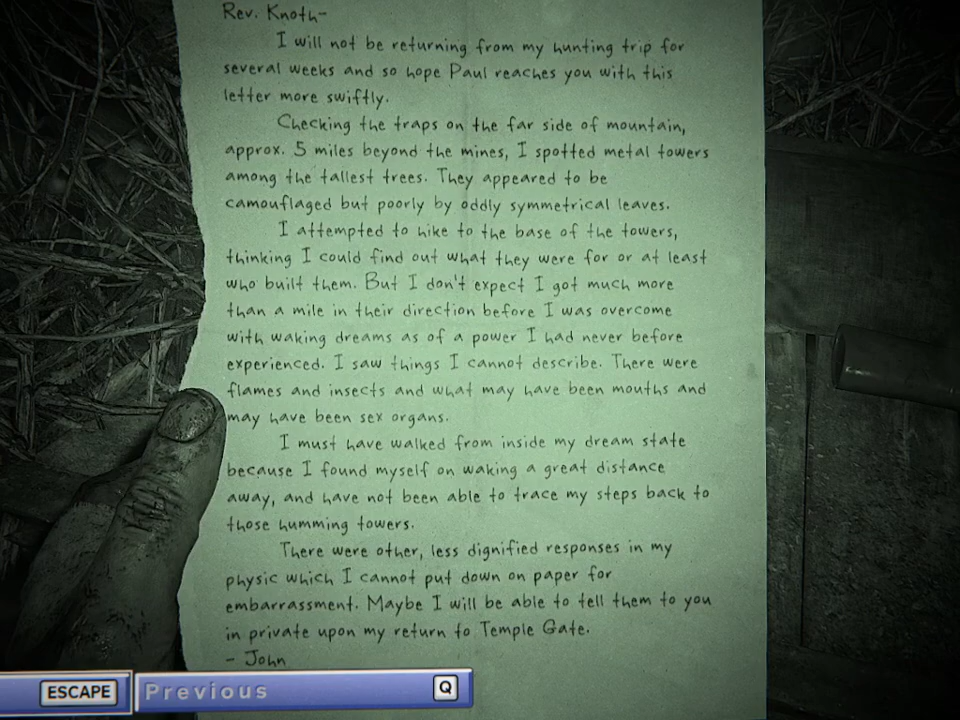 Rev. Knoth-
I will not be returning from my hunting trip for
several weeks and so hope Paul reaches you with this
letter more swiftly.
Checking the traps on the far side of mountain,
approx. 5 miles beyond the mines, I spotted metal towers
among the tallest trees. They appeared to be
camouflaged but poorly by oddly symmetrical leaves.
I attempted to hike to the base of the towers,
thinking I could find out what they were for or at least
who built them. But I don't expect I got much more
than a mile in their direction before I was overcome
with waking dreams as of a power I had never before
experienced. I saw things I cannot describe. There were
flames and insects and what may have been mouths and
may have been sex organs.
I must have walked from inside my dream state
because I found myself on waking a great distance
away, and have not been able to trace my steps back to
those humming towers.
There were other, less dignified responses in my
physic which I cannot put down on paper for
embarrassment. Maybe I will be able to tell them to you
in private upon my return to Temple Gate.
- John
ESCAPE Previous Q